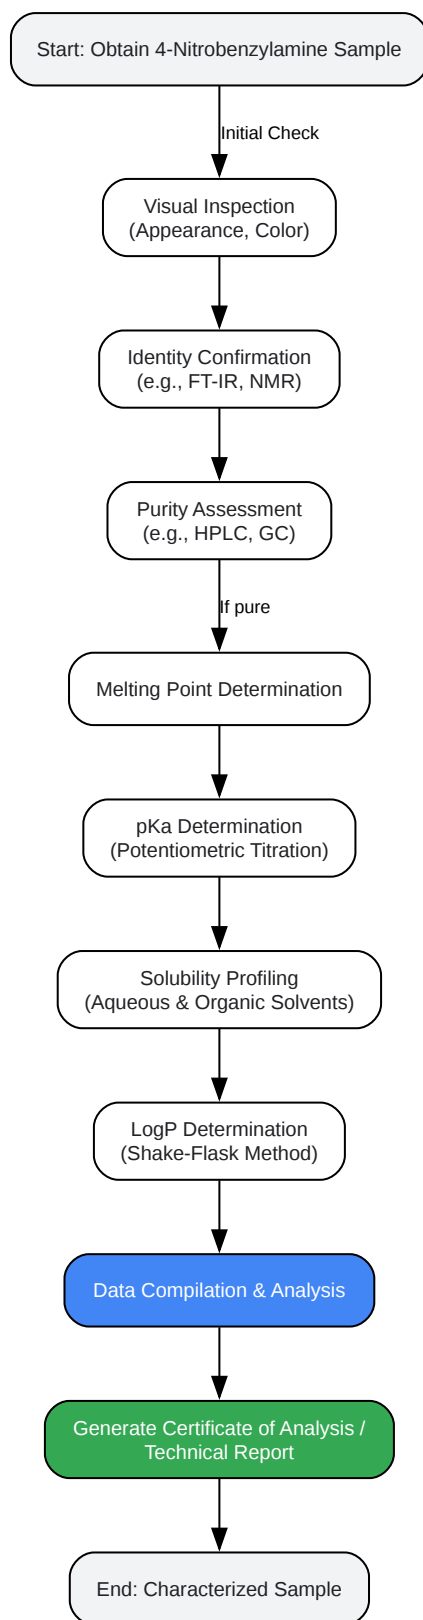 Start: Obtain 4-Nitrobenzylamine Sample
Initial Check
Visual Inspection
(Appearance, Color)
Identity Confirmation
(e.g., FT-IR, NMR)
Purity Assessment
(e.g., HPLC, GC)
If pure
Melting Point Determination
pKa Determination
(Potentiometric Titration)
Solubility Profiling
(Aqueous & Organic Solvents)
LogP Determination
(Shake-Flask Method)
Data Compilation & Analysis
Generate Certificate of Analysis /
Technical Report
End: Characterized Sample